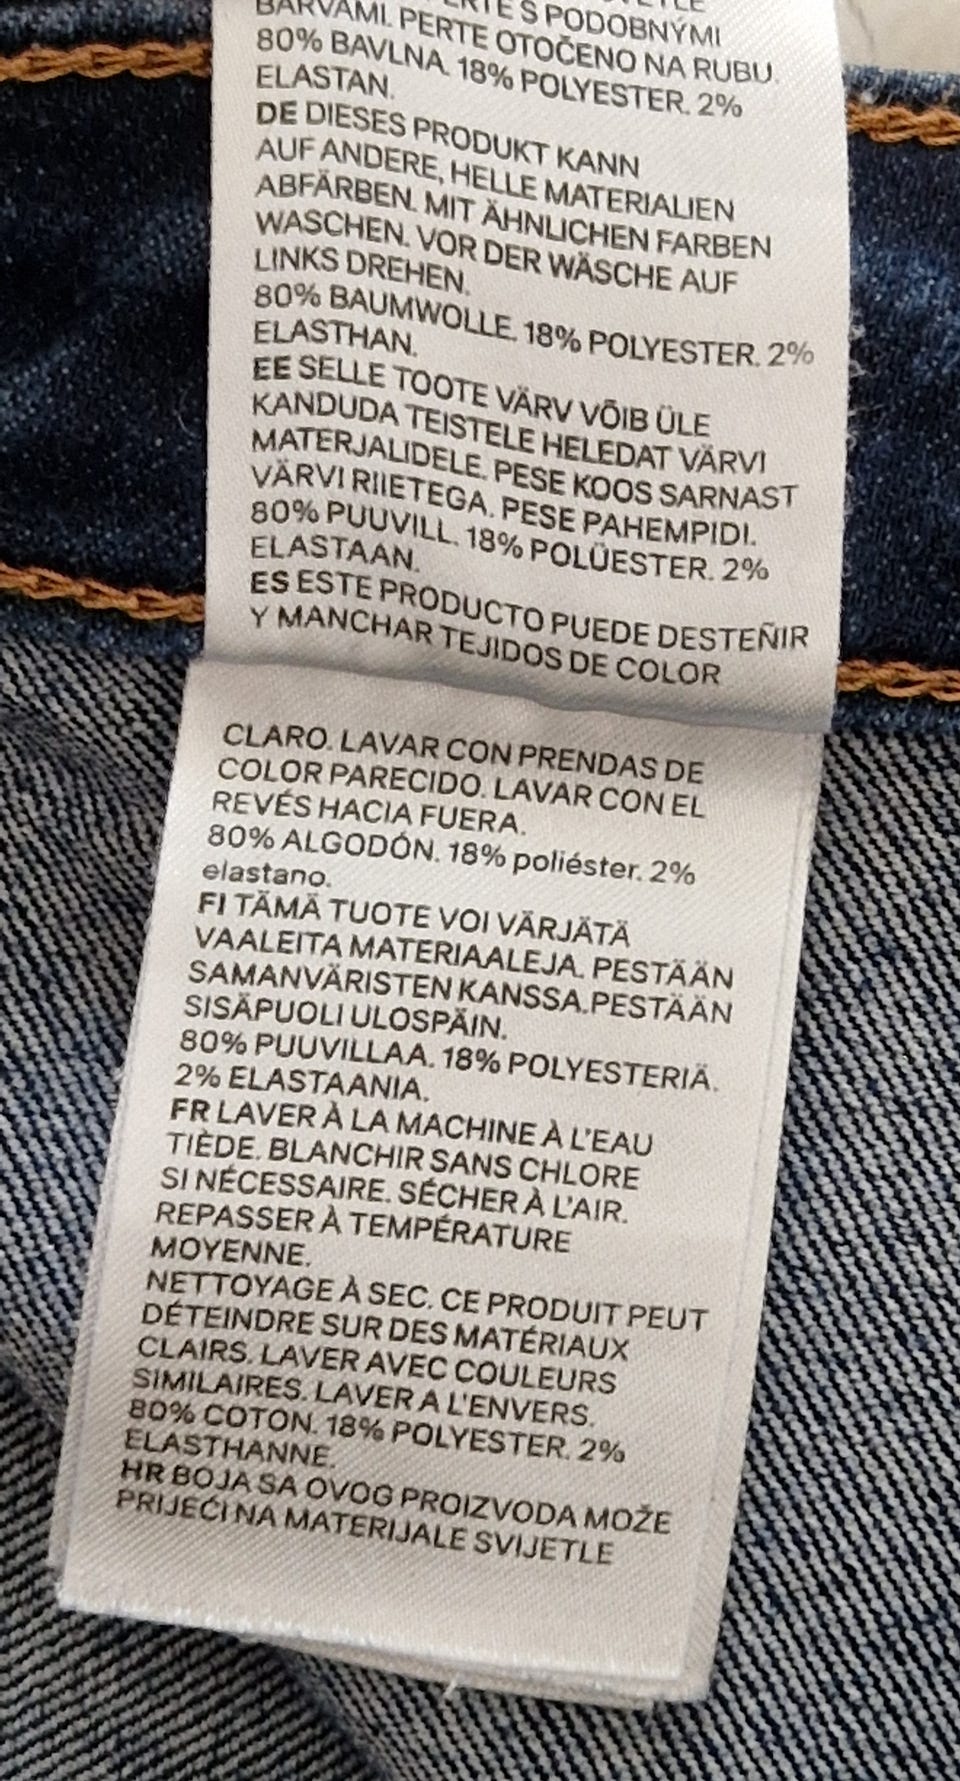 S PODOBNÝMI
BARVAMI. PERTE OTOČENO NA RUBU.
80% BAVLNA. 18% POLYESTER. 2%
ELASTAN.
DE DIESES PRODUKT KANN
AUF ANDERE, HELLE MATERIALIEN
ABFÄRBEN. MIT ÄHNLICHEN FARBEN
WASCHEN. VOR DER WÄSCHE AUF
LINKS DREHEN.
80% BAUMWOLLE. 18% POLYESTER. 2%
ELASTHAN.
EE SELLE TOOTE VÄRV VÕIB ÜLE
KANDUDA TEISTELE HELEDAT VÄRVI
MATERJALIDELE. PESE KOOS SARNAST
VÄRVI RIIETEGA. PESE PAHEMPIDI.
80% PUUVILL. 18% POLÜESTER. 2%
ELASTAAN.
ES ESTE PRODUCTO PUEDE DESTEÑIR
Y MANCHAR TEJIDOS DE COLOR
CLARO. LAVAR CON PRENDAS DE
COLOR PARECIDO. LAVAR CON EL
REVÉS HACIA FUERA.
80% ALGODÓN. 18% poliéster. 2%
elastano.
FI TÄMÄ TUOTE VOI VÄRJÄTÄ
VAALEITA MATERIAALEJA. PESTÄÄN
SAMANVÄRISTEN KANSSA.PESTÄÄN
SISÄPUOLI ULOSPÄIN.
80% PUUVILLAA. 18% POLYESTERIÄ.
2% ELASTAANIA.
FR LAVER À LA MACHINE À L'EAU
TIÈDE. BLANCHIR SANS CHLORE
SI NÉCESSAIRE. SÉCHER À L'AIR.
REPASSER À TEMPÉRATURE
MOYENNE.
NETTOYAGE À SEC. CE PRODUIT PEUT
DÉTEINDRE SUR DES MATÉRIAUX
CLAIRS. LAVER AVEC COULEURS
SIMILAIRES. LAVER A L'ENVERS.
80% COTON. 18% POLYESTER. 2%
ELASTHANNE.
HR BOJA SA OVOG PROIZVODA MOŽE
PRIJEĆI NA MATERIJALE SVIJETLE